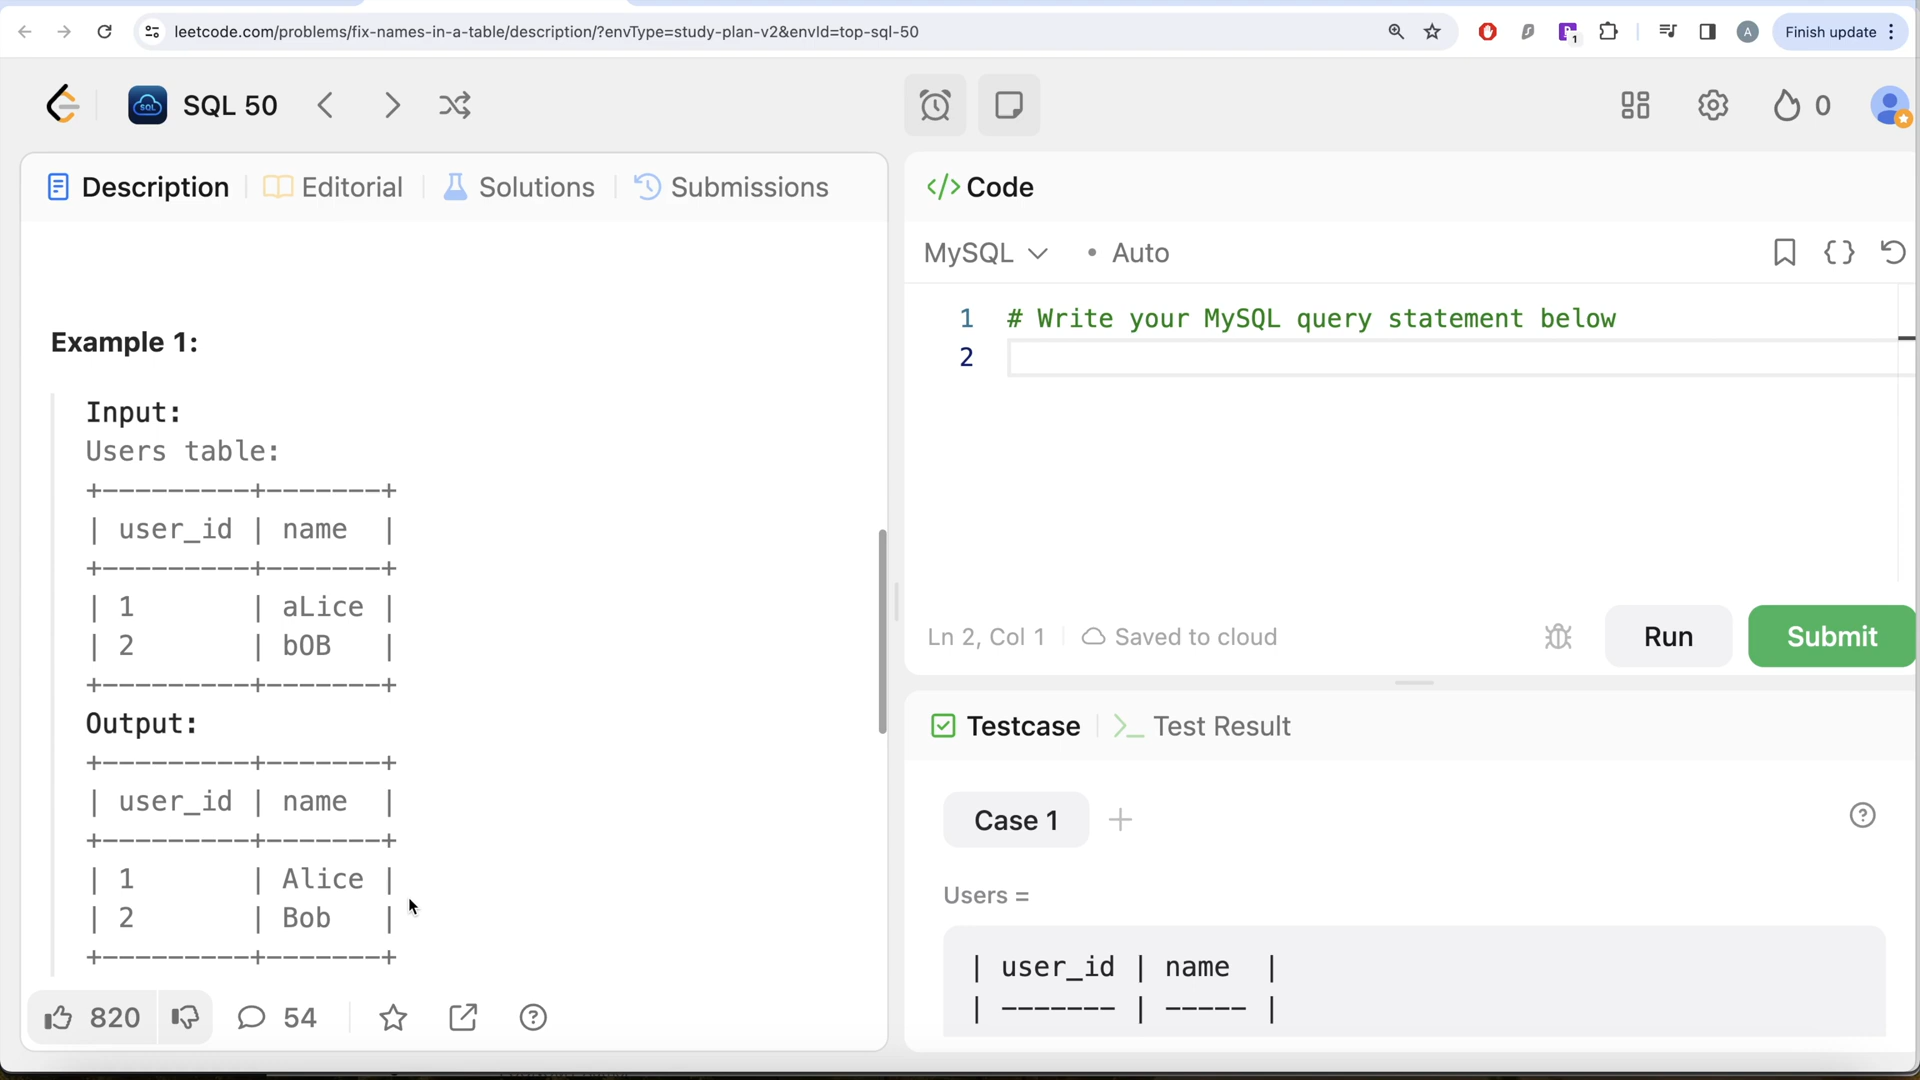 leetcode.com/problems/fix-names-in-a-table/description/?envType=study-plan-v2&envId=top-sql-50
1
A
Finish update
SQL
SQL 50
0
Description
Editorial
Solutions
Submissions
Example 1:
Input:
Users table:
+---------+-------+
| user_id | name  |
+---------+-------+
| 1       | aLice |
| 2       | bOB   |
+---------+-------+
Output:
+---------+-------+
| user_id | name  |
+---------+-------+
| 1       | Alice |
| 2       | Bob   |
+---------+-------+
820
54
</> Code
MySQL
• Auto
{}
1 # Write your MySQL query statement below
2
Ln 2, Col 1
Saved to cloud
Run
Submit
Testcase
>_ Test Result
Case 1
+
?
Users =
| user_id | name  |
| ------- | ----- |